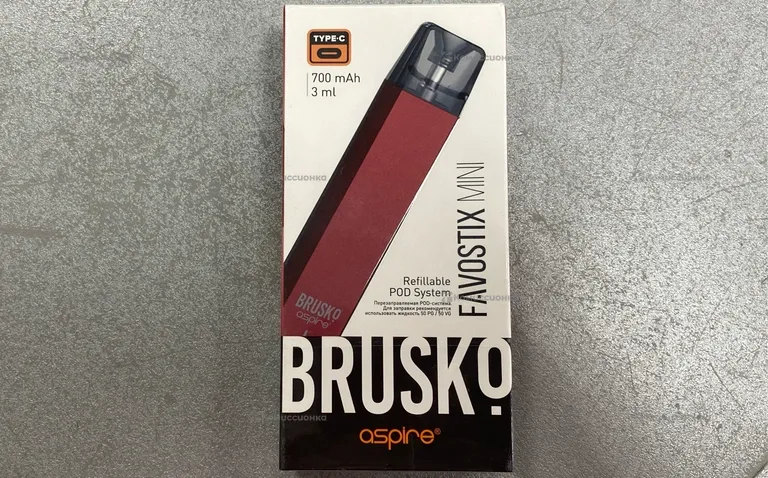 TYPE-C
700 mAh
3 ml
FAVOSTIX MINI
Refillable
POD System
Перезаправляемая POD-система
Для заправки рекомендуется
использовать жидкость 50 PG / 50 VG
BRUSKO
aspire
BRUSKO
aspire®